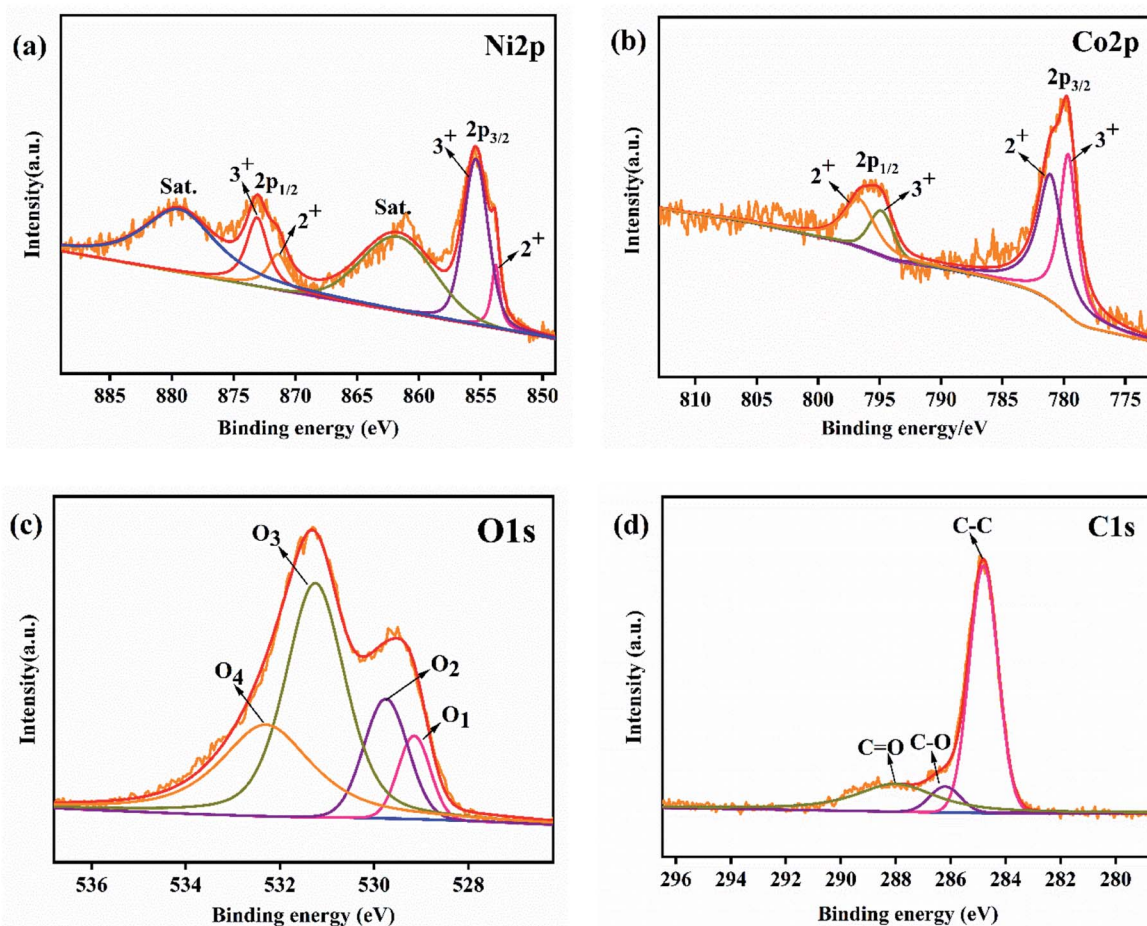 (a)
Ni2p
Sat.
3+
2p1/2
2+
Sat.
3+
2p3/2
2+
Intensity(a.u.)
885 880 875 870 865 860 854 850
Binding energy (eV)
(b)
Co2p
2+
2p1/2
3+
2p3/2
2+
3+
Intensity(a.u.)
810 805 800 795 790 785 780 775
Binding energy/eV
(c)
O1s
O3
O4
O2
O1
Intensity(a.u.)
536 534 532 530 528
Binding energy (eV)
(d)
C1s
C-C
C=O
C-O
Intensity (a.u.)
296 294 292 290 288 286 284 282 280
Binding energy (eV)